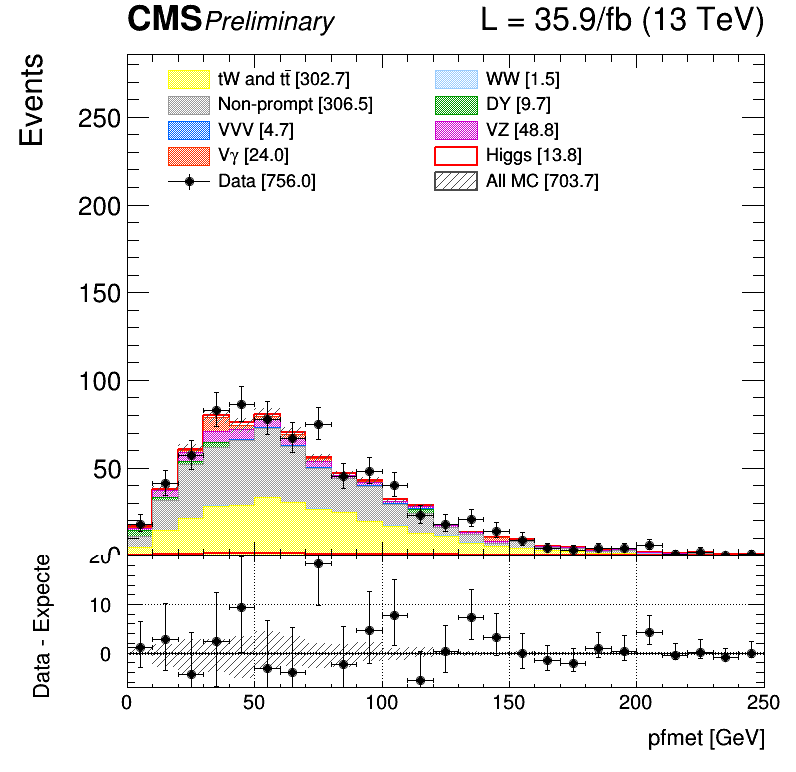 CMS Preliminary L = 35.9/fb (13 TeV)
Events
tW and tt̄ [302.7] WW [1.5]
Non-prompt [306.5] DY [9.7]
VVV [4.7] VZ [48.8]
Vγ [24.0] Higgs [13.8]
Data [756.0] All MC [703.7]
250
200
150
100
50
Data - Expecte
20
10
0
0 50 100 150 200 250
pfmet [GeV]